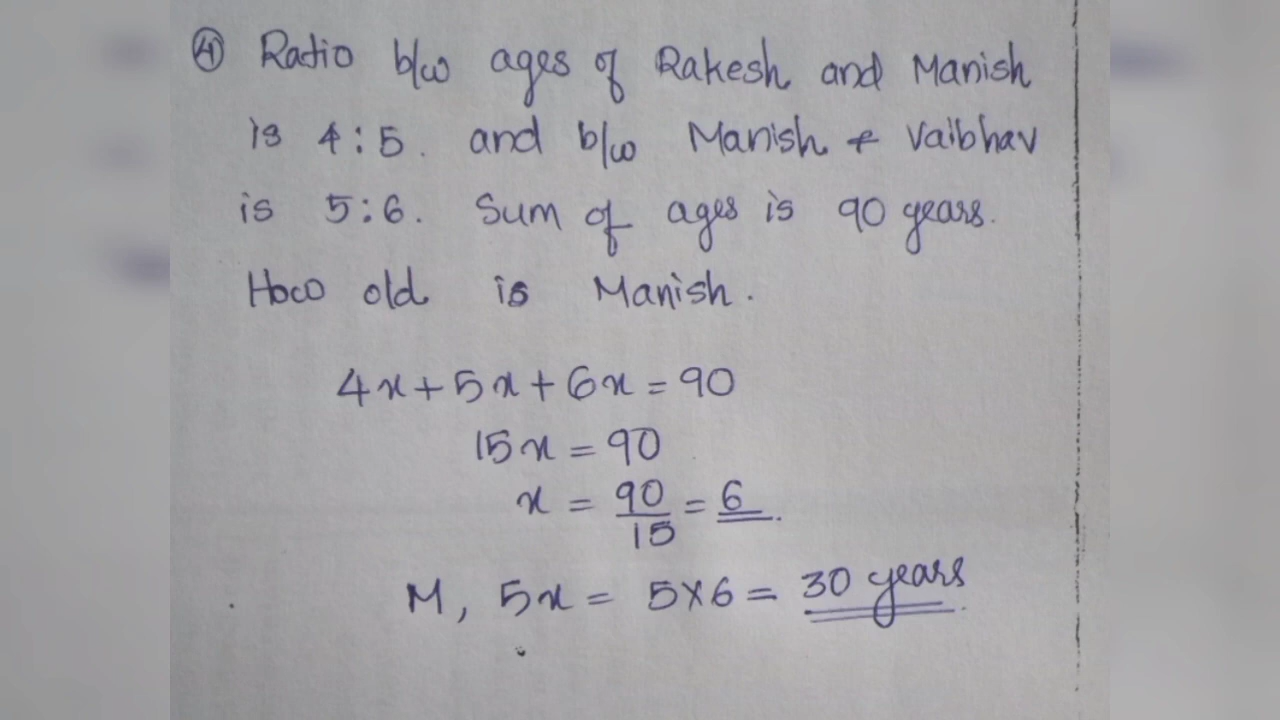 ④ Ratio b/w ages of Rakesh and Manish
is 4:5. and b/w Manish & Vaibhav
is 5:6. Sum of ages is 90 years.
How old is Manish.
4x+5x+6x=90
15x=90
x = 90/15 = 6.
M, 5x = 5×6 = 30 years.